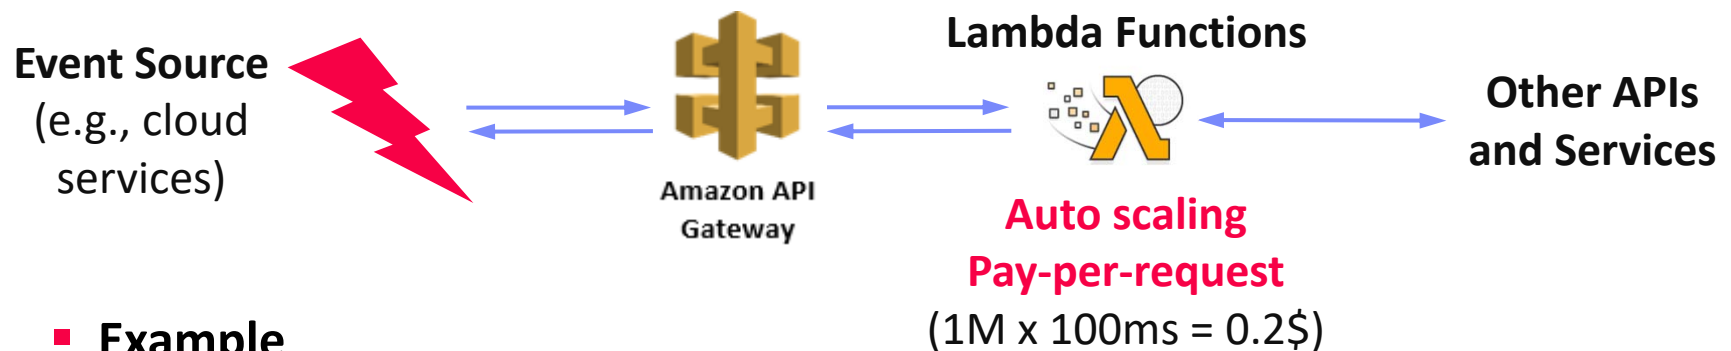 Event Source
(e.g., cloud
services)
Amazon API
Gateway
Lambda Functions
Auto scaling
Pay-per-request
(1M x 100ms = 0.2$)
Other APIs
and Services
▪ Example